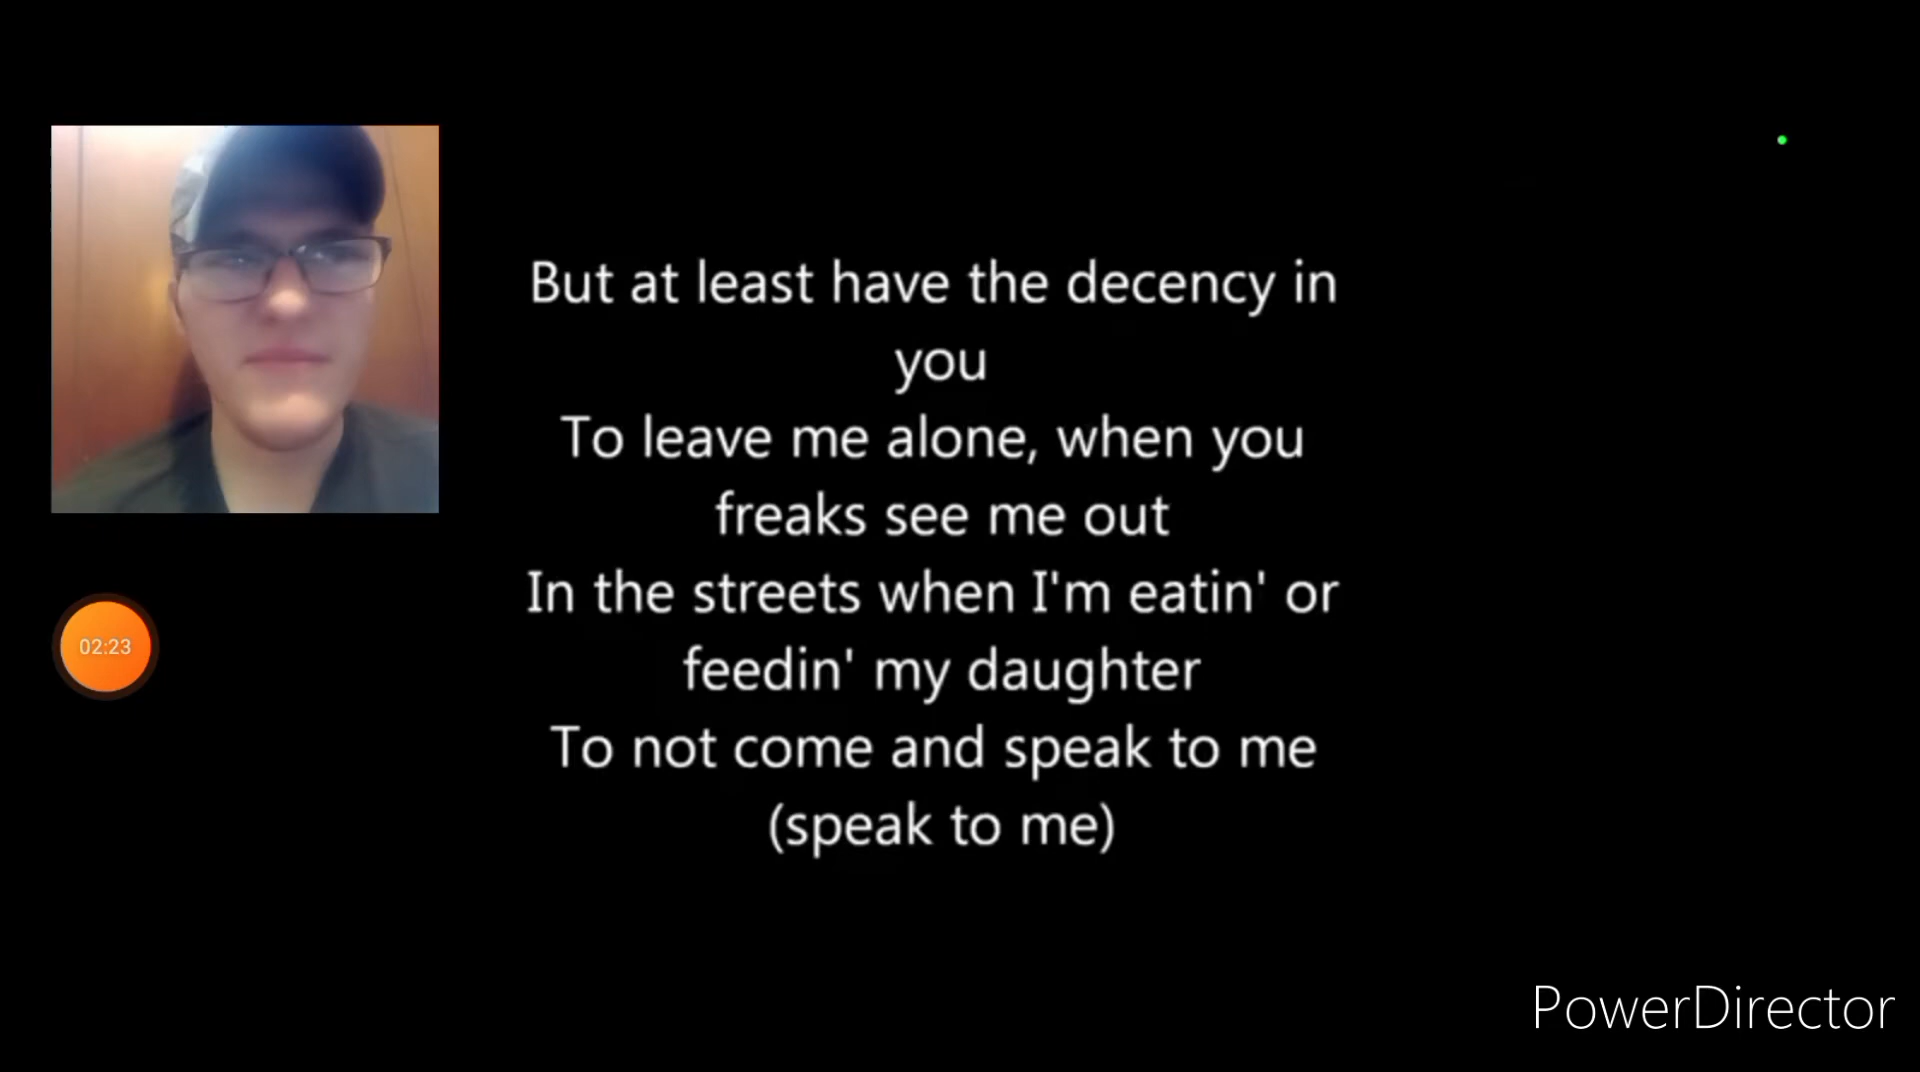 But at least have the decency in
you
To leave me alone, when you
freaks see me out
In the streets when I'm eatin' or
feedin' my daughter
To not come and speak to me
(speak to me)
02:23
PowerDirector